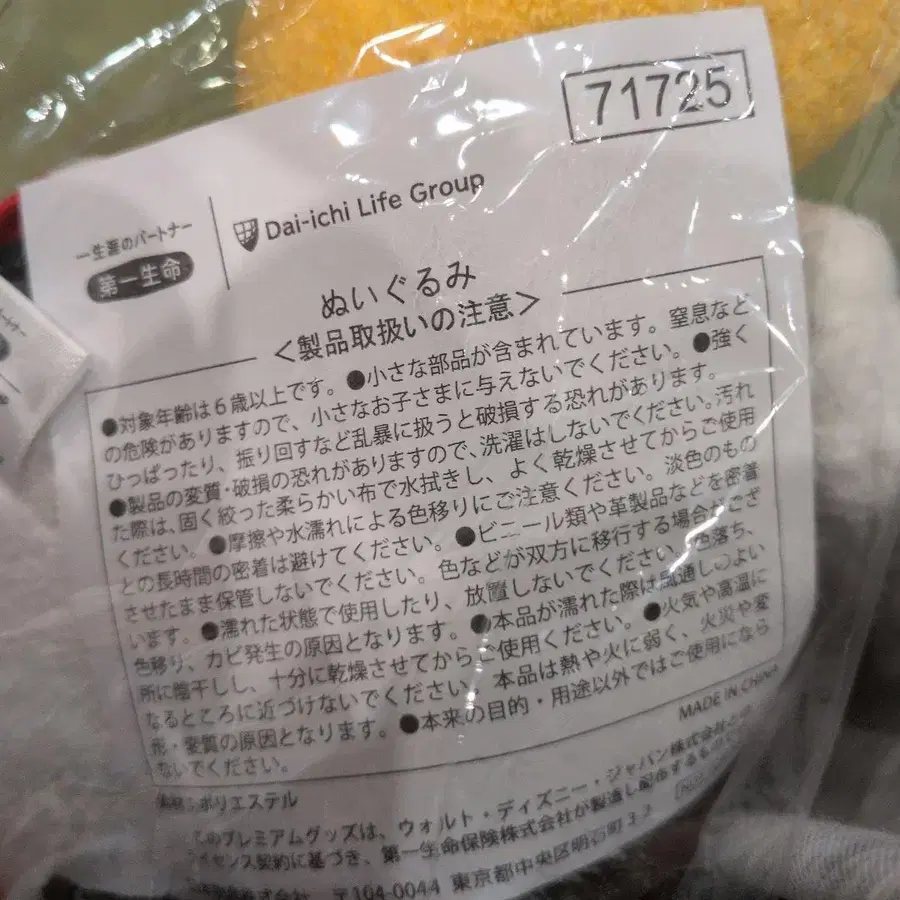 71725
一生涯のパートナー
第一生命
Dai-ichi Life Group
ぬいぐるみ
<製品取扱いの注意>
●対象年齢は6歳以上です。●小さな部品が含まれています。窒息など
の危険がありますので、小さなお子さまに与えないでください。●強く
ひっぱったり、振り回すなど乱暴に扱うと破損する恐れがあります。
●製品の変質・破損の恐れがありますので、洗濯はしないでください。汚れ
た際は、固く絞った柔らかい布で水拭きし、よく乾燥させてからご使用
ください。●摩擦や水濡れによる色移りにご注意ください。淡色のもの
との長時間の密着は避けてください。●ビニール類や革製品などを密着
させたまま保管しないでください。色などが双方に移行する場合がござ
います。●濡れた状態で使用したり、放置しないでください。色落ち、
色移り、カビ発生の原因となります。●本品が濡れた際は風通しのよい
所に陰干しし、十分に乾燥させてからご使用ください。●火気や高温に
なるところに近づけないでください。本品は熱や火に弱く、火災や変
形・変質の原因となります。●本来の目的・用途以外ではご使用になら
ないでください。
MADE IN CHINA
ポリエステル
のプレミアムグッズは、ウォルト・ディズニー・ジャパン株式会社との
イセンス契約に基づき、第一生命保険株式会社が製造し配布するもので
株式会社 〒104-0044 東京都中央区明石町3-2